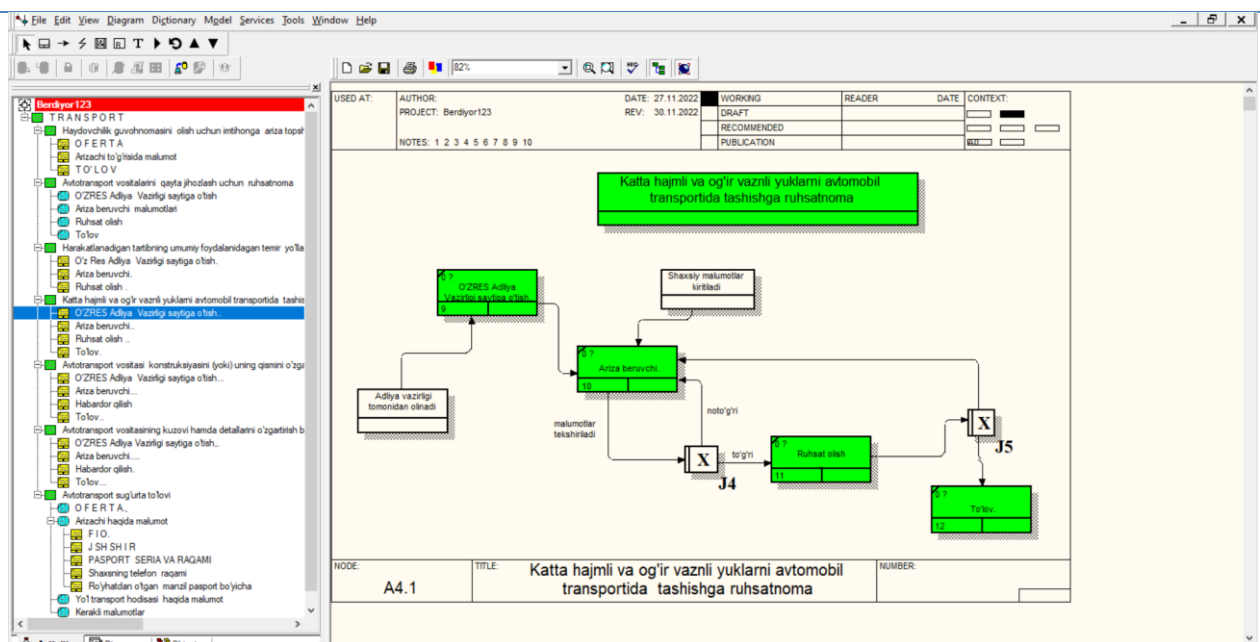 File Edit View Diagram Dictionary Model Services Tools Window Help
82%
Berdiyor123
TRANSPORT
Haydovchilik guvohnomasini olish uchun imtihonga ariza topsh
OFERTA
Arizachi to'g'risida malumot
TO'LOV
Avtotransport vositalarini qayta jihozlash uchun ruhsatnoma
O'ZRES Adliya Vazirligi saytiga o'tish
Ariza beruvchi malumotlari
Ruhsat olish
To'lov
Harakatlanadigan tartibning umumiy foydalanidagan temir yo'lla
O'z Res Adliya Vazirligi saytiga o'tish.
Ariza beruvchi.
Ruhsat olish .
Katta hajmli va og'ir vaznli yuklarni avtomobil transportida tashis
O'ZRES Adliya Vazirligi saytiga o'tish..
Ariza beruvchi..
Ruhsat olish ..
To'lov.
Avtotransport vositasi konstruksiyasini (yoki) uning qismini o'zga
O'ZRES Adliya Vazirligi saytiga o'tish...
Ariza beruvchi...
Habardor qilish
To'lov..
Avtotransport vositasining kuzovi hamda detallarini o'zgartirish b
O'ZRES Adliya Vazirligi saytiga o'tish,.
Ariza beruvchi....
Habardor qilish.
To'lov...
Avtotransport sug'urta to'lovi
OFERTA,
Arizachi haqida malumot
FIO.
JSHSHIR
PASPORT SERIA VA RAQAMI
Shaxsning telefon raqami
Ro'yhatdan o'tgan manzil pasport bo'yicha
Yo'l transport hodisasi haqida malumot
Kerakli malumotlar
USED AT: AUTHOR: DATE: 27.11.2022 WORKING READER DATE CONTEXT:
PROJECT: Berdiyor123 REV: 30.11.2022 DRAFT
RECOMMENDED
NOTES: 1 2 3 4 5 6 7 8 9 10 PUBLICATION
Katta hajmli va og'ir vaznli yuklarni avtomobil
transportida tashishga ruhsatnoma
0 ?
O'ZRES Adliya
Vazirligi saytiga o'tish..
9
Shaxsiy malumotlar
kiritiladi
0 ?
Ariza beruvchi..
10
Adliya vazirligi
tomonidan olinadi
noto'g'ri
malumotlar
tekshiriladi
X
J4
to'g'ri
0 ?
Ruhsat olish
11
X
J5
0 ?
To'lov.
12
NODE: TITLE: NUMBER:
A4.1
Katta hajmli va og'ir vaznli yuklarni avtomobil
transportida tashishga ruhsatnoma